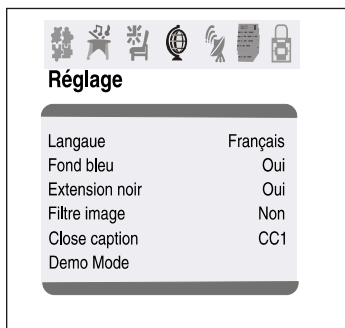 Réglage
Langaue Français
Fond bleu Oui
Extension noir Oui
Filtre image Non
Close caption CC1
Demo Mode